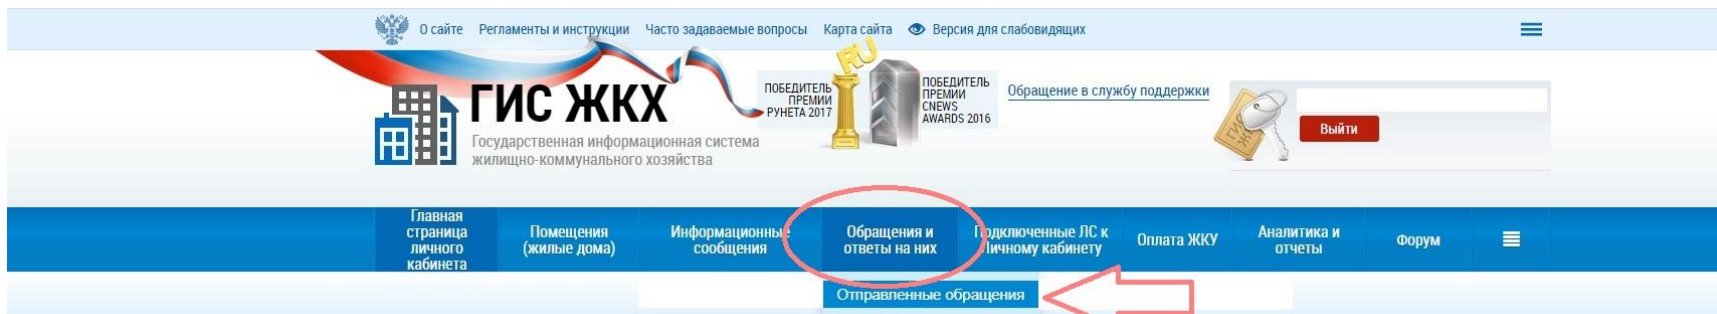 О сайте Регламенты и инструкции Часто задаваемые вопросы Карта сайта Версия для слабовидящих
RU
ГИС ЖКХ
Государственная информационная система
жилищно-коммунального хозяйства
ПОБЕДИТЕЛЬ
ПРЕМИИ
РУНЕТА 2017
ПОБЕДИТЕЛЬ
ПРЕМИИ
CNEWS
AWARDS 2016
Обращение в службу поддержки
ГИС
Выйти
Главная
страница
личного
кабинета
Помещения
(жилые дома)
Информационные
сообщения
Обращения и
ответы на них
Подключенные ЛС к
Личному кабинету
Оплата ЖКУ
Аналитика и
отчеты
Форум
Отправленные обращения